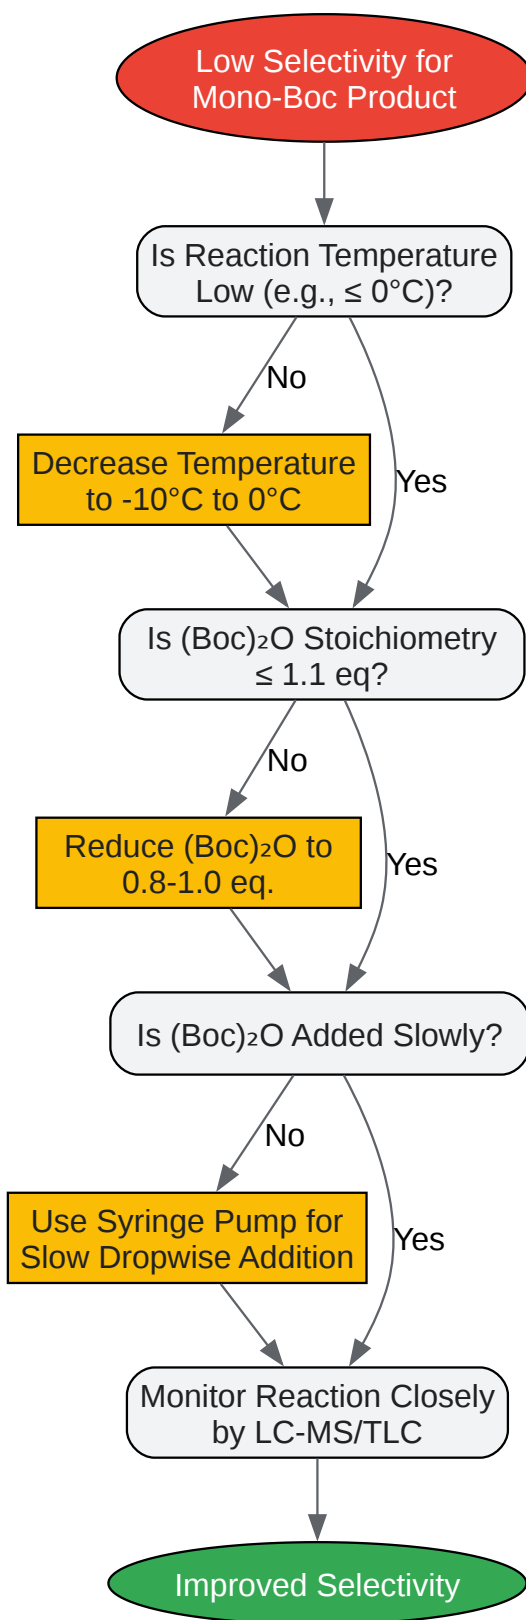 Low Selectivity for
Mono-Boc Product
Is Reaction Temperature
Low (e.g., ≤ 0°C)?
No
Decrease Temperature
to -10°C to 0°C
Yes
Is (Boc)₂O Stoichiometry
≤ 1.1 eq?
No
Reduce (Boc)₂O to
0.8-1.0 eq.
Yes
Is (Boc)₂O Added Slowly?
No
Use Syringe Pump for
Slow Dropwise Addition
Yes
Monitor Reaction Closely
by LC-MS/TLC
Improved Selectivity